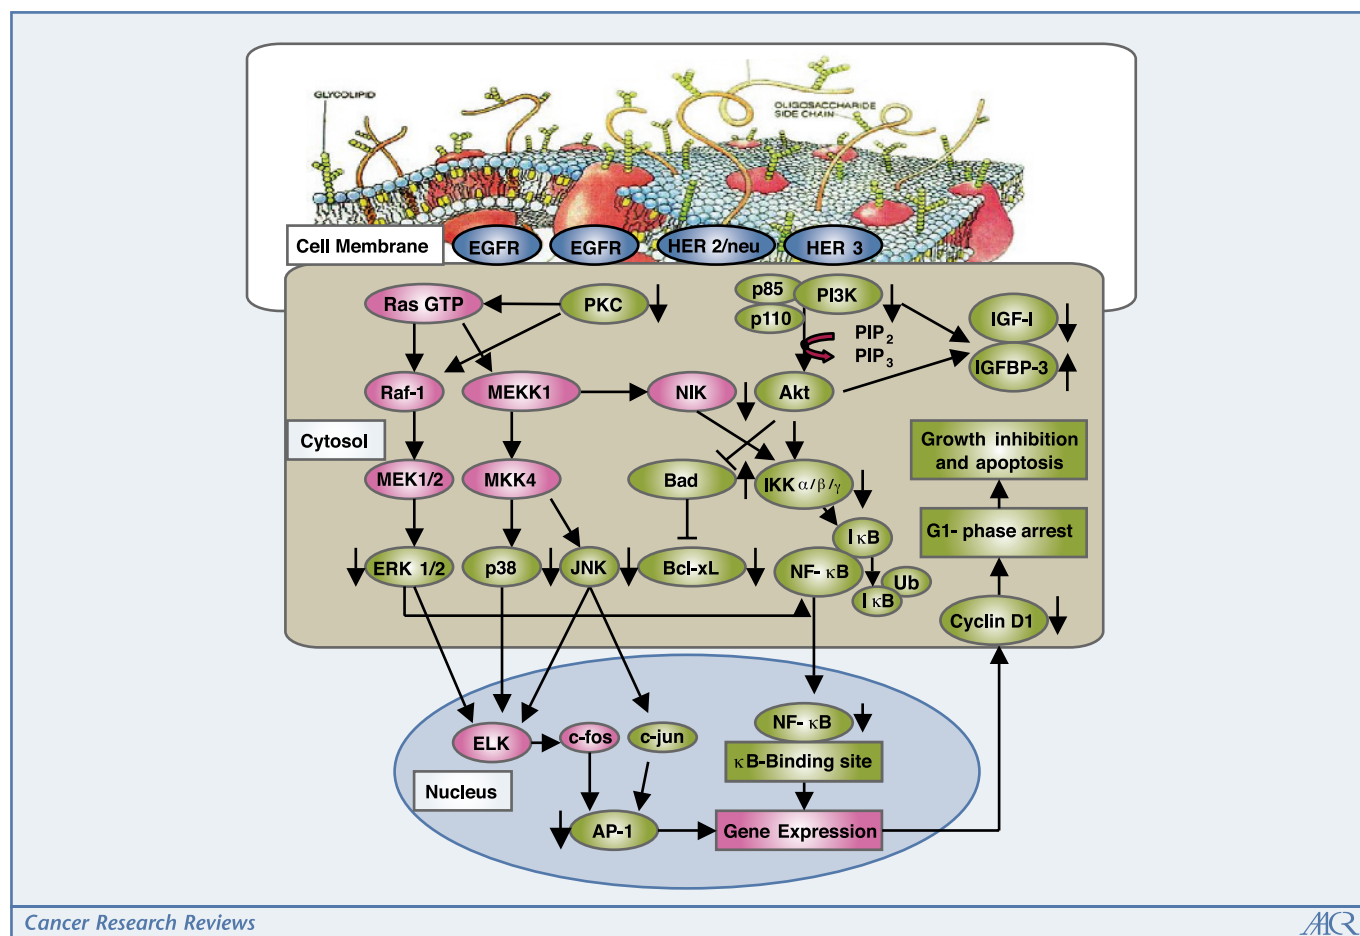 GLYCOLIPID
OLIGOSACCHARIDE
SIDE CHAIN
Cell Membrane
EGFR
EGFR
HER 2/neu
HER 3
Ras GTP
PKC
p85
PI3K
p110
PIP2
PIP3
IGF-I
IGFBP-3
Raf-1
MEKK1
NIK
Akt
Cytosol
Growth inhibition
and apoptosis
MEK1/2
MKK4
Bad
IKK α/β/γ
G1- phase arrest
IκB
ERK 1/2
p38
JNK
Bcl-xL
NF- κB
Ub
IκB
Cyclin D1
NF- κB
ELK
c-fos
c-jun
κB-Binding site
Nucleus
AP-1
Gene Expression
Cancer Research Reviews
AACR